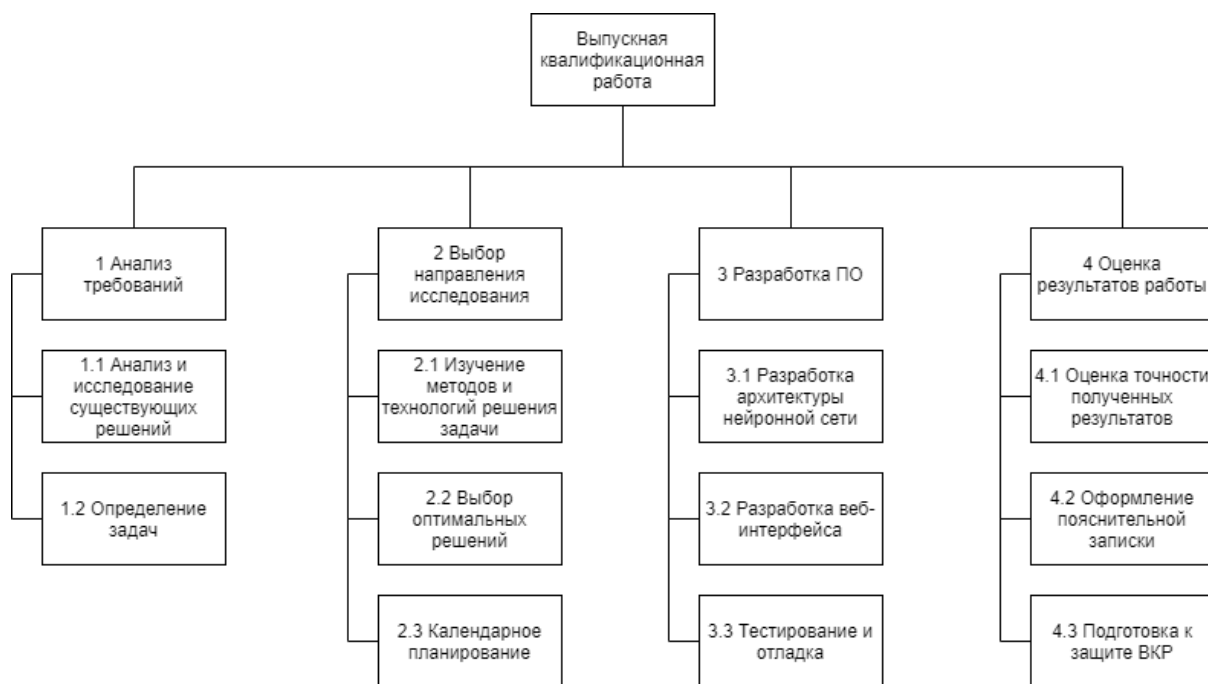 Выпускная
квалификационная
работа
1 Анализ
требований
1.1 Анализ и
исследование
существующих
решений
1.2 Определение
задач
2 Выбор
направления
исследования
2.1 Изучение
методов и
технологий решения
задачи
2.2 Выбор
оптимальных
решений
2.3 Календарное
планирование
3 Разработка ПО
3.1 Разработка
архитектуры
нейронной сети
3.2 Разработка веб-
интерфейса
3.3 Тестирование и
отладка
4 Оценка
результатов работы
4.1 Оценка точности
полученных
результатов
4.2 Оформление
пояснительной
записки
4.3 Подготовка к
защите ВКР